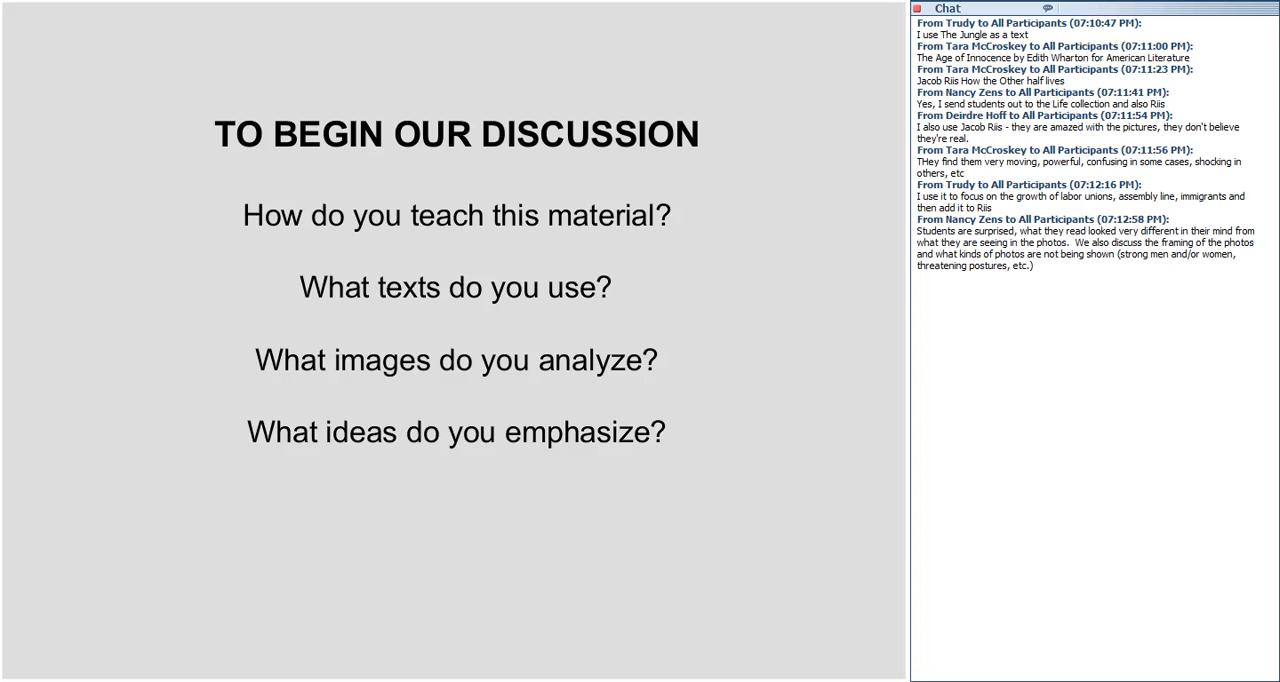 TO BEGIN OUR DISCUSSION
How do you teach this material?
What texts do you use?
What images do you analyze?
What ideas do you emphasize?
Chat
From Trudy to All Participants (07:10:47 PM):
I use The Jungle as a text
From Tara McCroskey to All Participants (07:11:00 PM):
The Age of Innocence by Edith Wharton for American Literature
From Tara McCroskey to All Participants (07:11:23 PM):
Jacob Riis How the Other half lives
From Nancy Zens to All Participants (07:11:41 PM):
Yes, I send students out to the Life collection and also Riis
From Deirdre Hoff to All Participants (07:11:54 PM):
I also use Jacob Riis - they are amazed with the pictures, they don't believe
they're real.
From Tara McCroskey to All Participants (07:11:56 PM):
THey find them very moving, powerful, confusing in some cases, shocking in
others, etc
From Trudy to All Participants (07:12:16 PM):
I use it to focus on the growth of labor unions, assembly line, immigrants and
then add it to Riis
From Nancy Zens to All Participants (07:12:58 PM):
Students are surprised, what they read looked very different in their mind from
what they are seeing in the photos.  We also discuss the framing of the photos
and what kinds of photos are not being shown (strong men and/or women,
threatening postures, etc.)